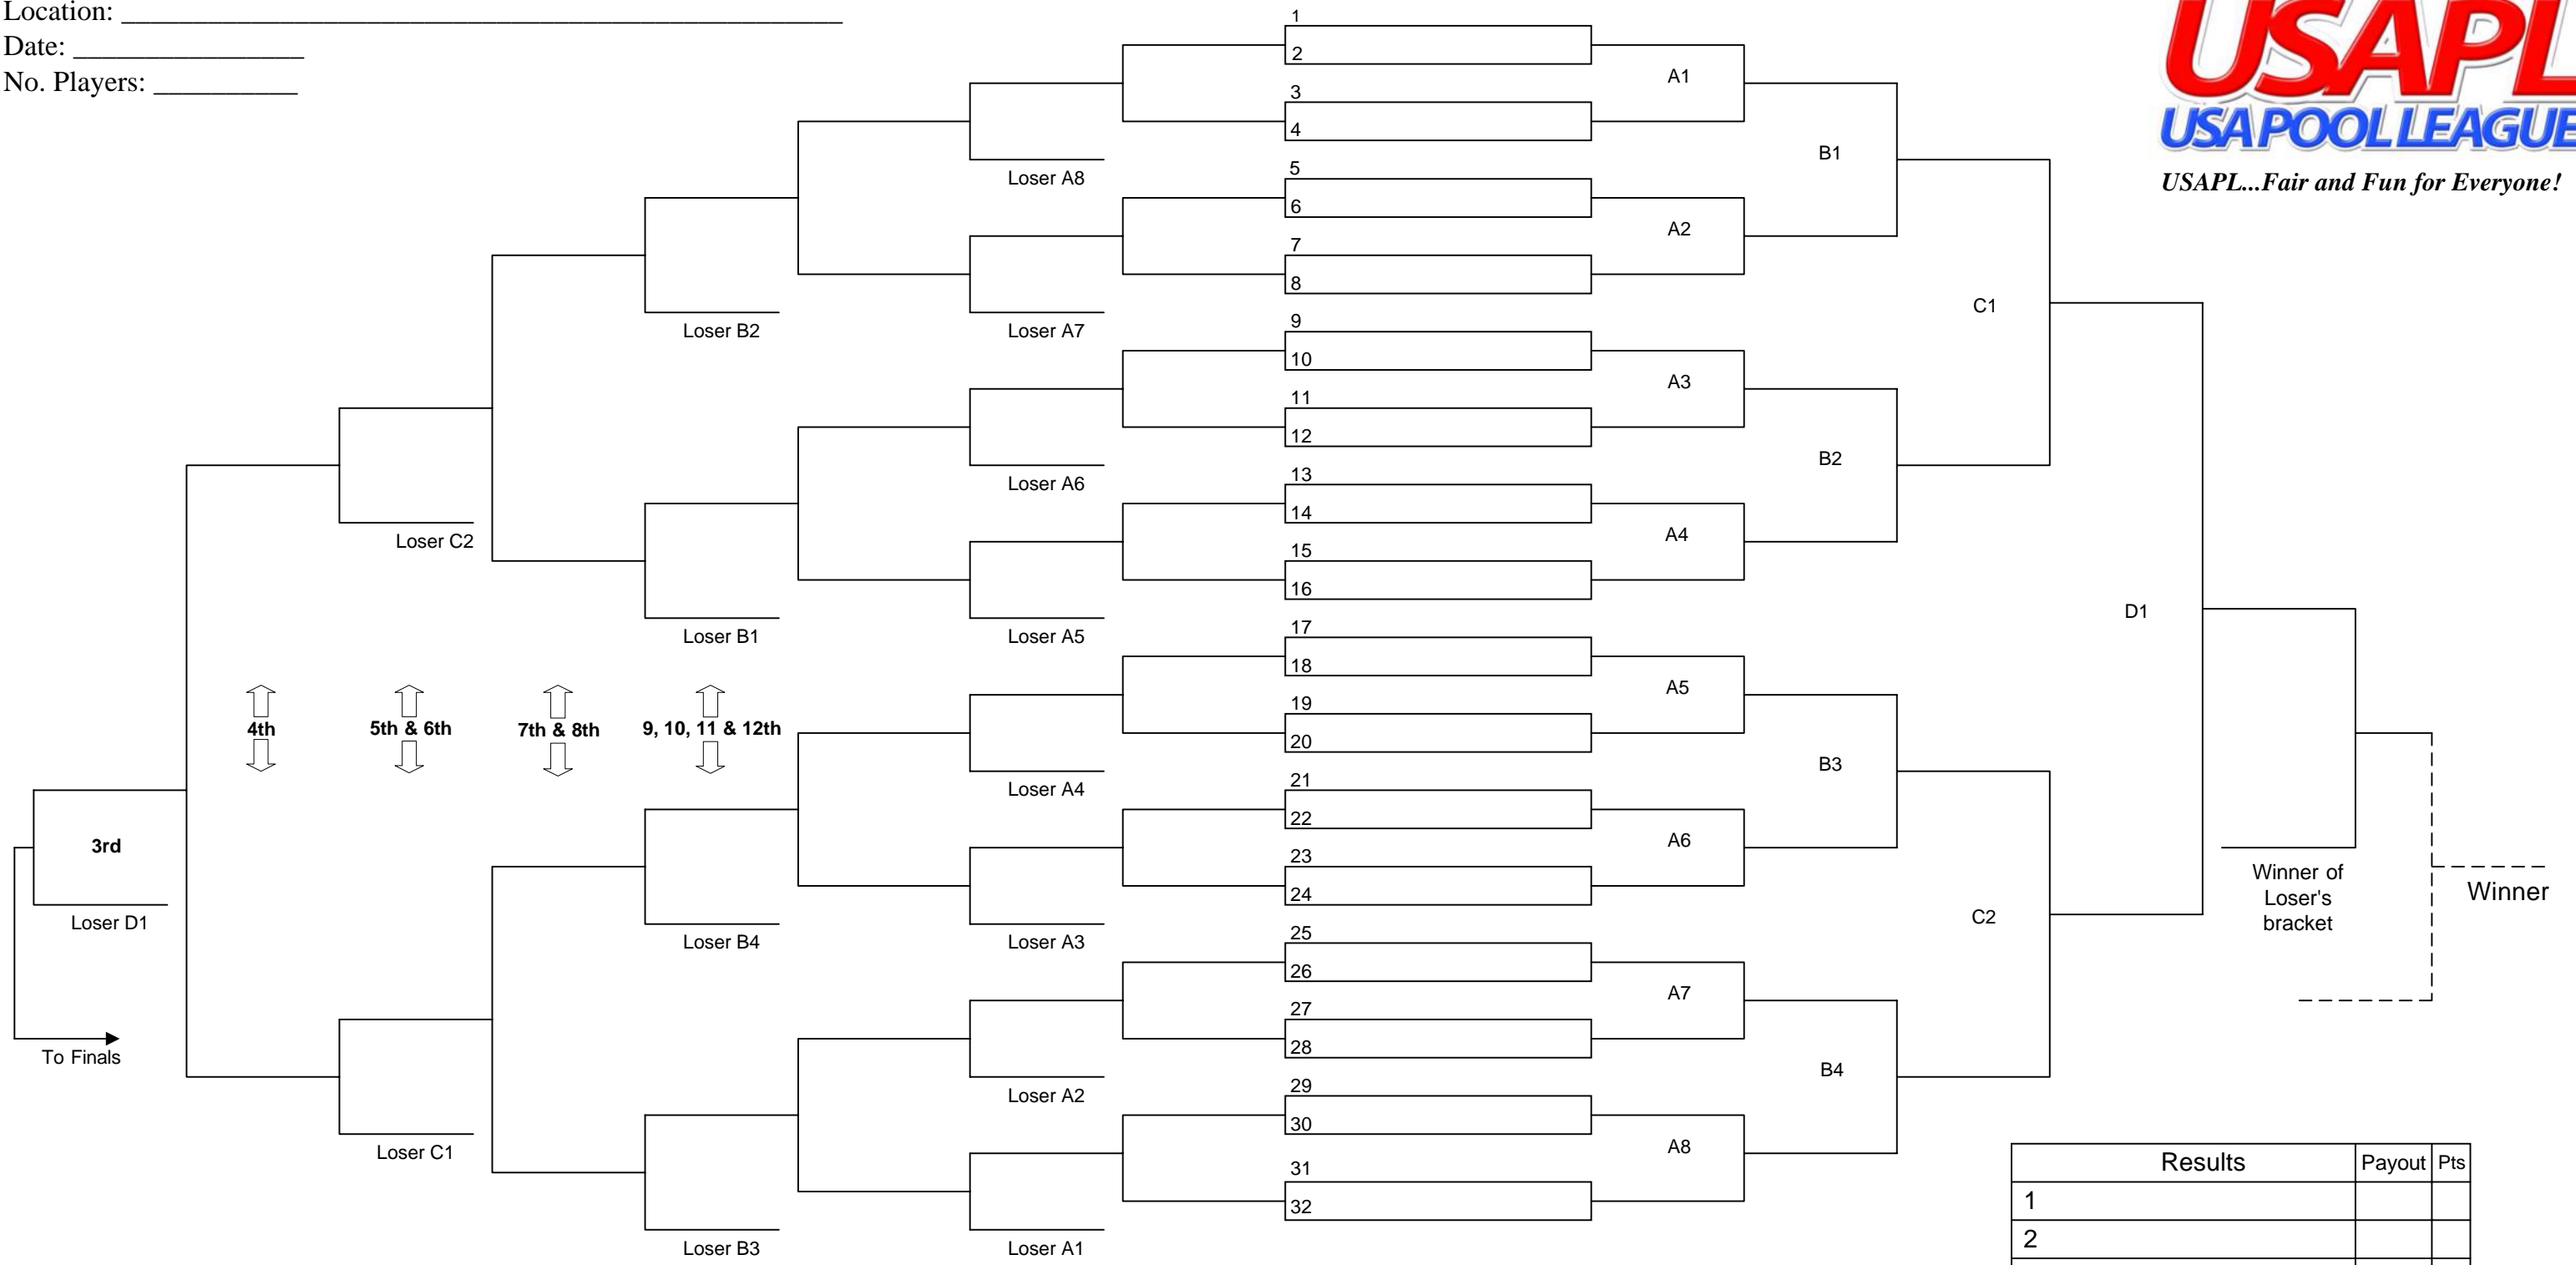 Location: ______________________________________________
Date: ________________
No. Players: __________
USAPL
USA POOL LEAGUE
USAPL...Fair and Fun for Everyone!
1
2
A1
3
4
B1
5
Loser A8
6
A2
7
8
C1
9
Loser B2
Loser A7
10
A3
11
12
B2
13
Loser A6
14
A4
Loser C2
15
16
D1
17
Loser B1
Loser A5
18
A5
19
4th
5th & 6th
7th & 8th
9, 10, 11 & 12th
20
B3
21
Loser A4
22
A6
3rd
23
Winner of
Loser's
bracket
Winner
24
C2
Loser D1
25
Loser B4
Loser A3
26
A7
27
To Finals
28
B4
29
Loser A2
30
A8
Loser C1
31
32
Loser B3
Loser A1
Results Payout Pts
1
2